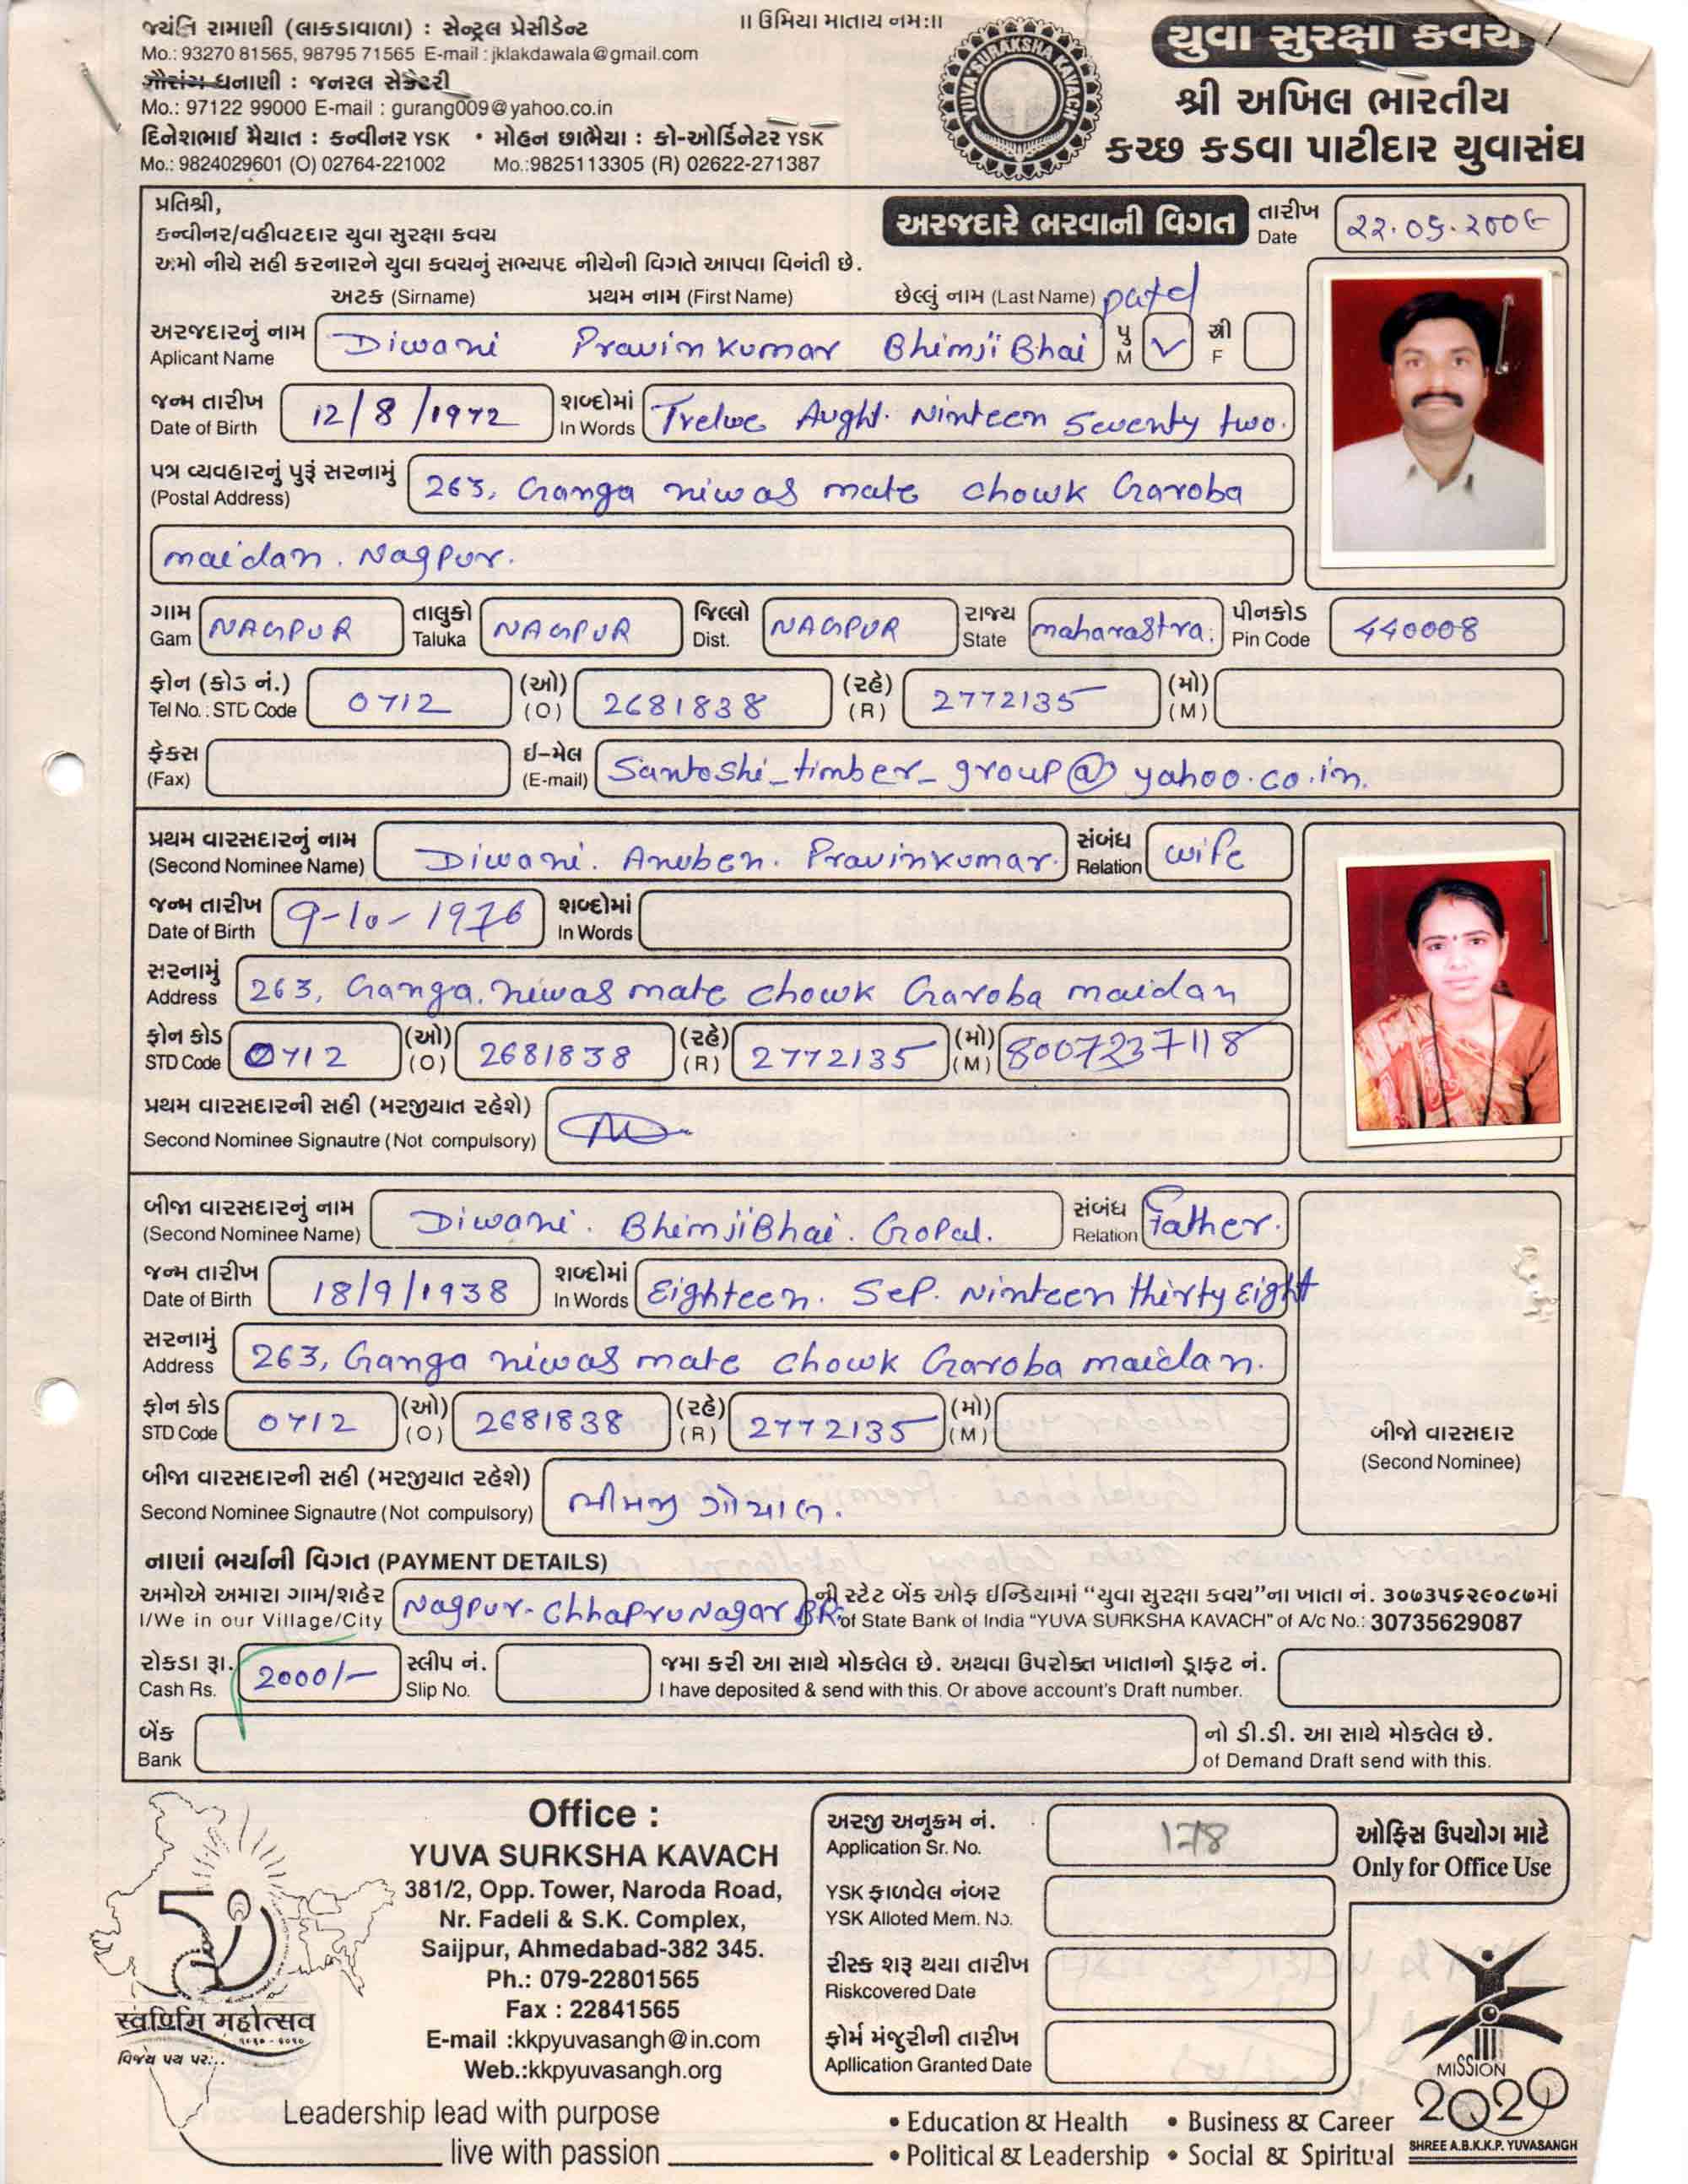 જયંતિ રામાણી (લાકડાવાળા) : સેન્ટ્રલ પ્રેસીડેન્ટ
Mo.: 93270 81565, 98795 71565 E-mail : jklakdawala@gmail.com
ગૌરાંગ ધનાણી : જનરલ સેક્રેટરી
Mo.: 97122 99000 E-mail : gurang009@yahoo.co.in
દિનેશભાઈ મૈયાત : કન્વીનર YSK • મોહન છાભૈયા : કો-ઓર્ડિનેટર YSK
Mo.: 9824029601 (O) 02764-221002 Mo.:9825113305 (R) 02622-271387
॥ ઉમિયા માતાય નમઃ॥
YUVA SURAKSHA KAVACH
યુવા સુરક્ષા કવચ
શ્રી અખિલ ભારતીય
કચ્છ કડવા પાટીદાર યુવાસંઘ
પ્રતિશ્રી,
કન્વીનર/વહીવટદાર યુવા સુરક્ષા કવચ
અમો નીચે સહી કરનારને યુવા કવચનું સભ્યપદ નીચેની વિગતે આપવા વિનંતી છે.
અરજદારે ભરવાની વિગત
તારીખ Date
અટક (Sirname) પ્રથમ નામ (First Name) છેલ્લું નામ (Last Name) patel
અરજદારનું નામ Aplicant Name Diwani Pravinkumar Bhimji Bhai પુ M ✓ સ્રી F
જન્મ તારીખ Date of Birth 12/8/1972 શબ્દોમાં In Words Trelwe Aught. Ninteen Seventy two.
પત્ર વ્યવહારનું પુરૂં સરનામું (Postal Address) 263, Ganga niwas mate chowk Garoba
maidan. Nagpur.
ગામ Gam NAGPUR તાલુકો Taluka NAGPUR જિલ્લો Dist. NAGPUR રાજ્ય State maharastra. પીનકોડ Pin Code 440008
ફોન (કોડ નં.) Tel No. : STD Code 0712 (ઓ) (O) 2681838 (રહે) (R) 2772135 (મો) (M)
ફેકસ (Fax) ઈ-મેલ (E-mail) Santoshi_timber_group@yahoo.co.in.
પ્રથમ વારસદારનું નામ (Second Nominee Name) Diwani. Anuben. Pravinkumar. સંબંધ Relation wife
જન્મ તારીખ Date of Birth 9-10-1976 શબ્દોમાં In Words
સરનામું Address 263, Ganga. niwas mate chowk Garoba maidan
ફોન કોડ STD Code 0712 (ઓ) (O) 2681838 (રહે) (R) 2772135 (મો) (M) 8007237118
પ્રથમ વારસદારની સહી (મરજીયાત રહેશે)
Second Nominee Signautre (Not compulsory)
બીજા વારસદારનું નામ (Second Nominee Name) Diwani. BhimjiBhai. Gopal. સંબંધ Relation Father.
જન્મ તારીખ Date of Birth 18/9/1938 શબ્દોમાં In Words Eighteen. Sep. Ninteen thirty Eight
સરનામું Address 263, Ganga niwas mate chowk Garoba maidan.
ફોન કોડ STD Code 0712 (ઓ) (O) 2681838 (રહે) (R) 2772135 (મો) (M)
બીજો વારસદાર
(Second Nominee)
બીજા વારસદારની સહી (મરજીયાત રહેશે)
Second Nominee Signautre (Not compulsory) ભીમજી ગોપાલ.
નાણાં ભર્યાની વિગત (PAYMENT DETAILS)
અમોએ અમારા ગામ/શહેર ની સ્ટેટ બેંક ઓફ ઈન્ડિયામાં “યુવા સુરક્ષા કવચ”ના ખાતા નં. ૩૦૭૩૫૬૨૯૦૮૭માં
I/We in our Village/City Nagpur-ChhapruNagar BR. of State Bank of India “YUVA SURKSHA KAVACH” of A/c No.: 30735629087
રોકડા રૂા. Cash Rs. 2000/- સ્લીપ નં. Slip No. જમા કરી આ સાથે મોકલેલ છે. અથવા ઉપરોક્ત ખાતાનો ડ્રાફટ નં.
I have deposited & send with this. Or above account's Draft number.
બેંક Bank નો ડી.ડી. આ સાથે મોકલેલ છે.
of Demand Draft send with this.
Office :
YUVA SURKSHA KAVACH
381/2, Opp. Tower, Naroda Road,
Nr. Fadeli & S.K. Complex,
Saijpur, Ahmedabad-382 345.
Ph.: 079-22801565
Fax : 22841565
E-mail :kkpyuvasangh@in.com
Web.:kkpyuvasangh.org
અરજી અનુક્રમ નં. Application Sr. No. 178
YSK ફાળવેલ નંબર YSK Alloted Mem. No.
રીસ્ક શરૂ થયા તારીખ Riskcovered Date
ફોર્મ મંજુરીની તારીખ Apllication Granted Date
ઓફિસ ઉપયોગ માટે
Only for Office Use
स्वर्णिम महोत्सव
વિજય પથ પર...
Leadership lead with purpose
live with passion
• Education & Health • Business & Career
• Political & Leadership • Social & Spiritual
MISSION
2020
SHREE A.B.K.K.P. YUVASANGH